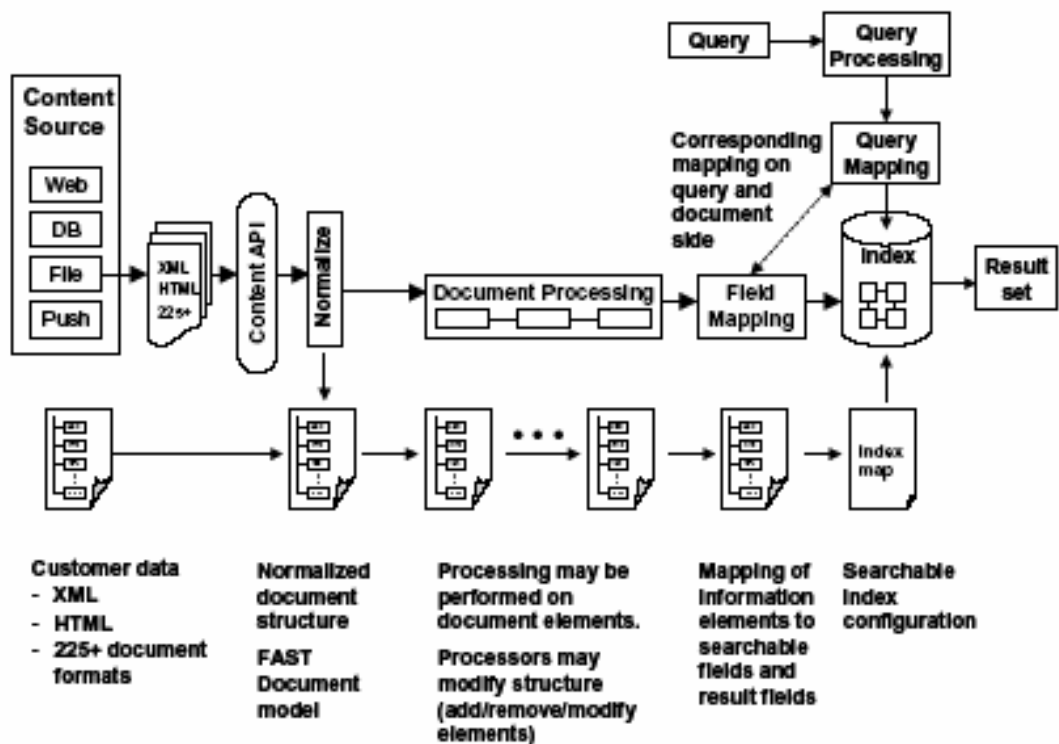 Query
Query
Processing
Content
Source
Corresponding
mapping on
query and
document
side
Query
Mapping
Web
DB
File
Push
XML
HTML
225+
Content API
Normalize
Document Processing
Field
Mapping
Index
Result
set
Index
map
Customer data
- XML
- HTML
- 225+ document
formats
Normalized
document
structure
FAST
Document
model
Processing may be
performed on
document elements.
Processors may
modify structure
(add/remove/modify
elements)
Mapping of
information
elements to
searchable
fields and
result fields
Searchable
Index
configuration